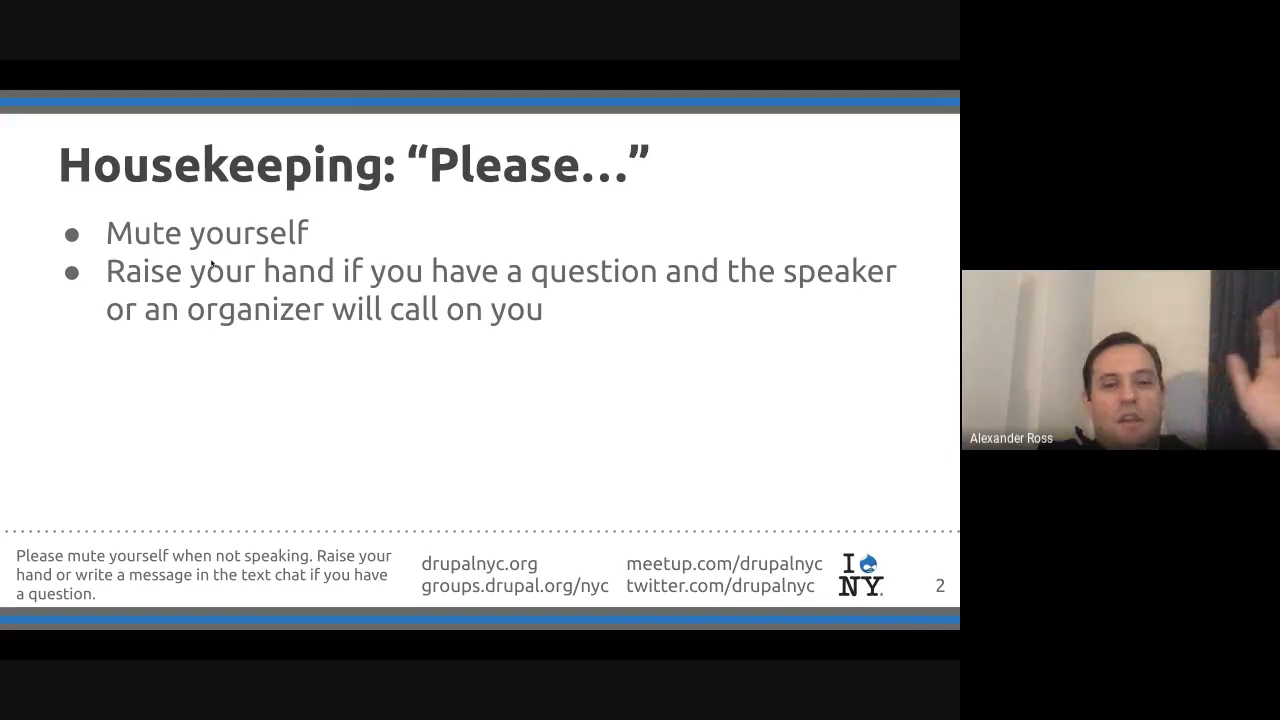 Housekeeping: “Please…”
● Mute yourself
● Raise your hand if you have a question and the speaker
or an organizer will call on you
Alexander Ross
Please mute yourself when not speaking. Raise your
hand or write a message in the text chat if you have
a question.
drupalnyc.org
groups.drupal.org/nyc
meetup.com/drupalnyc
twitter.com/drupalnyc
I
NY.
2